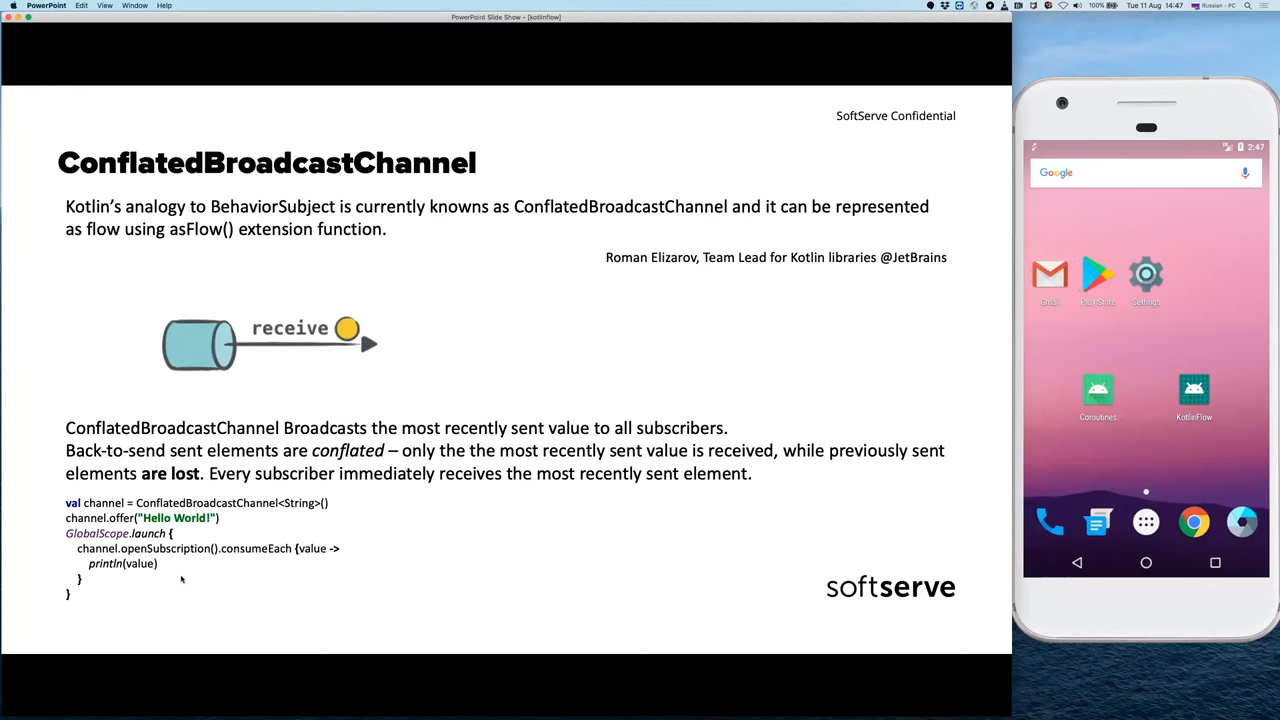 PowerPoint Edit View Window Help
100% Tue 11 Aug 14:47 Russian - PC
PowerPoint Slide Show - [kotlinflow]
SoftServe Confidential
ConflatedBroadcastChannel
Kotlin's analogy to BehaviorSubject is currently knowns as ConflatedBroadcastChannel and it can be represented
as flow using asFlow() extension function.
Roman Elizarov, Team Lead for Kotlin libraries @JetBrains
receive
ConflatedBroadcastChannel Broadcasts the most recently sent value to all subscribers.
Back-to-send sent elements are conflated – only the the most recently sent value is received, while previously sent
elements are lost. Every subscriber immediately receives the most recently sent element.
val channel = ConflatedBroadcastChannel<String>()
channel.offer("Hello World!")
GlobalScope.launch {
channel.openSubscription().consumeEach {value ->
println(value)
}
}
softserve
2:47
Google
Gmail Play Store Settings
Coroutines KotlinFlow